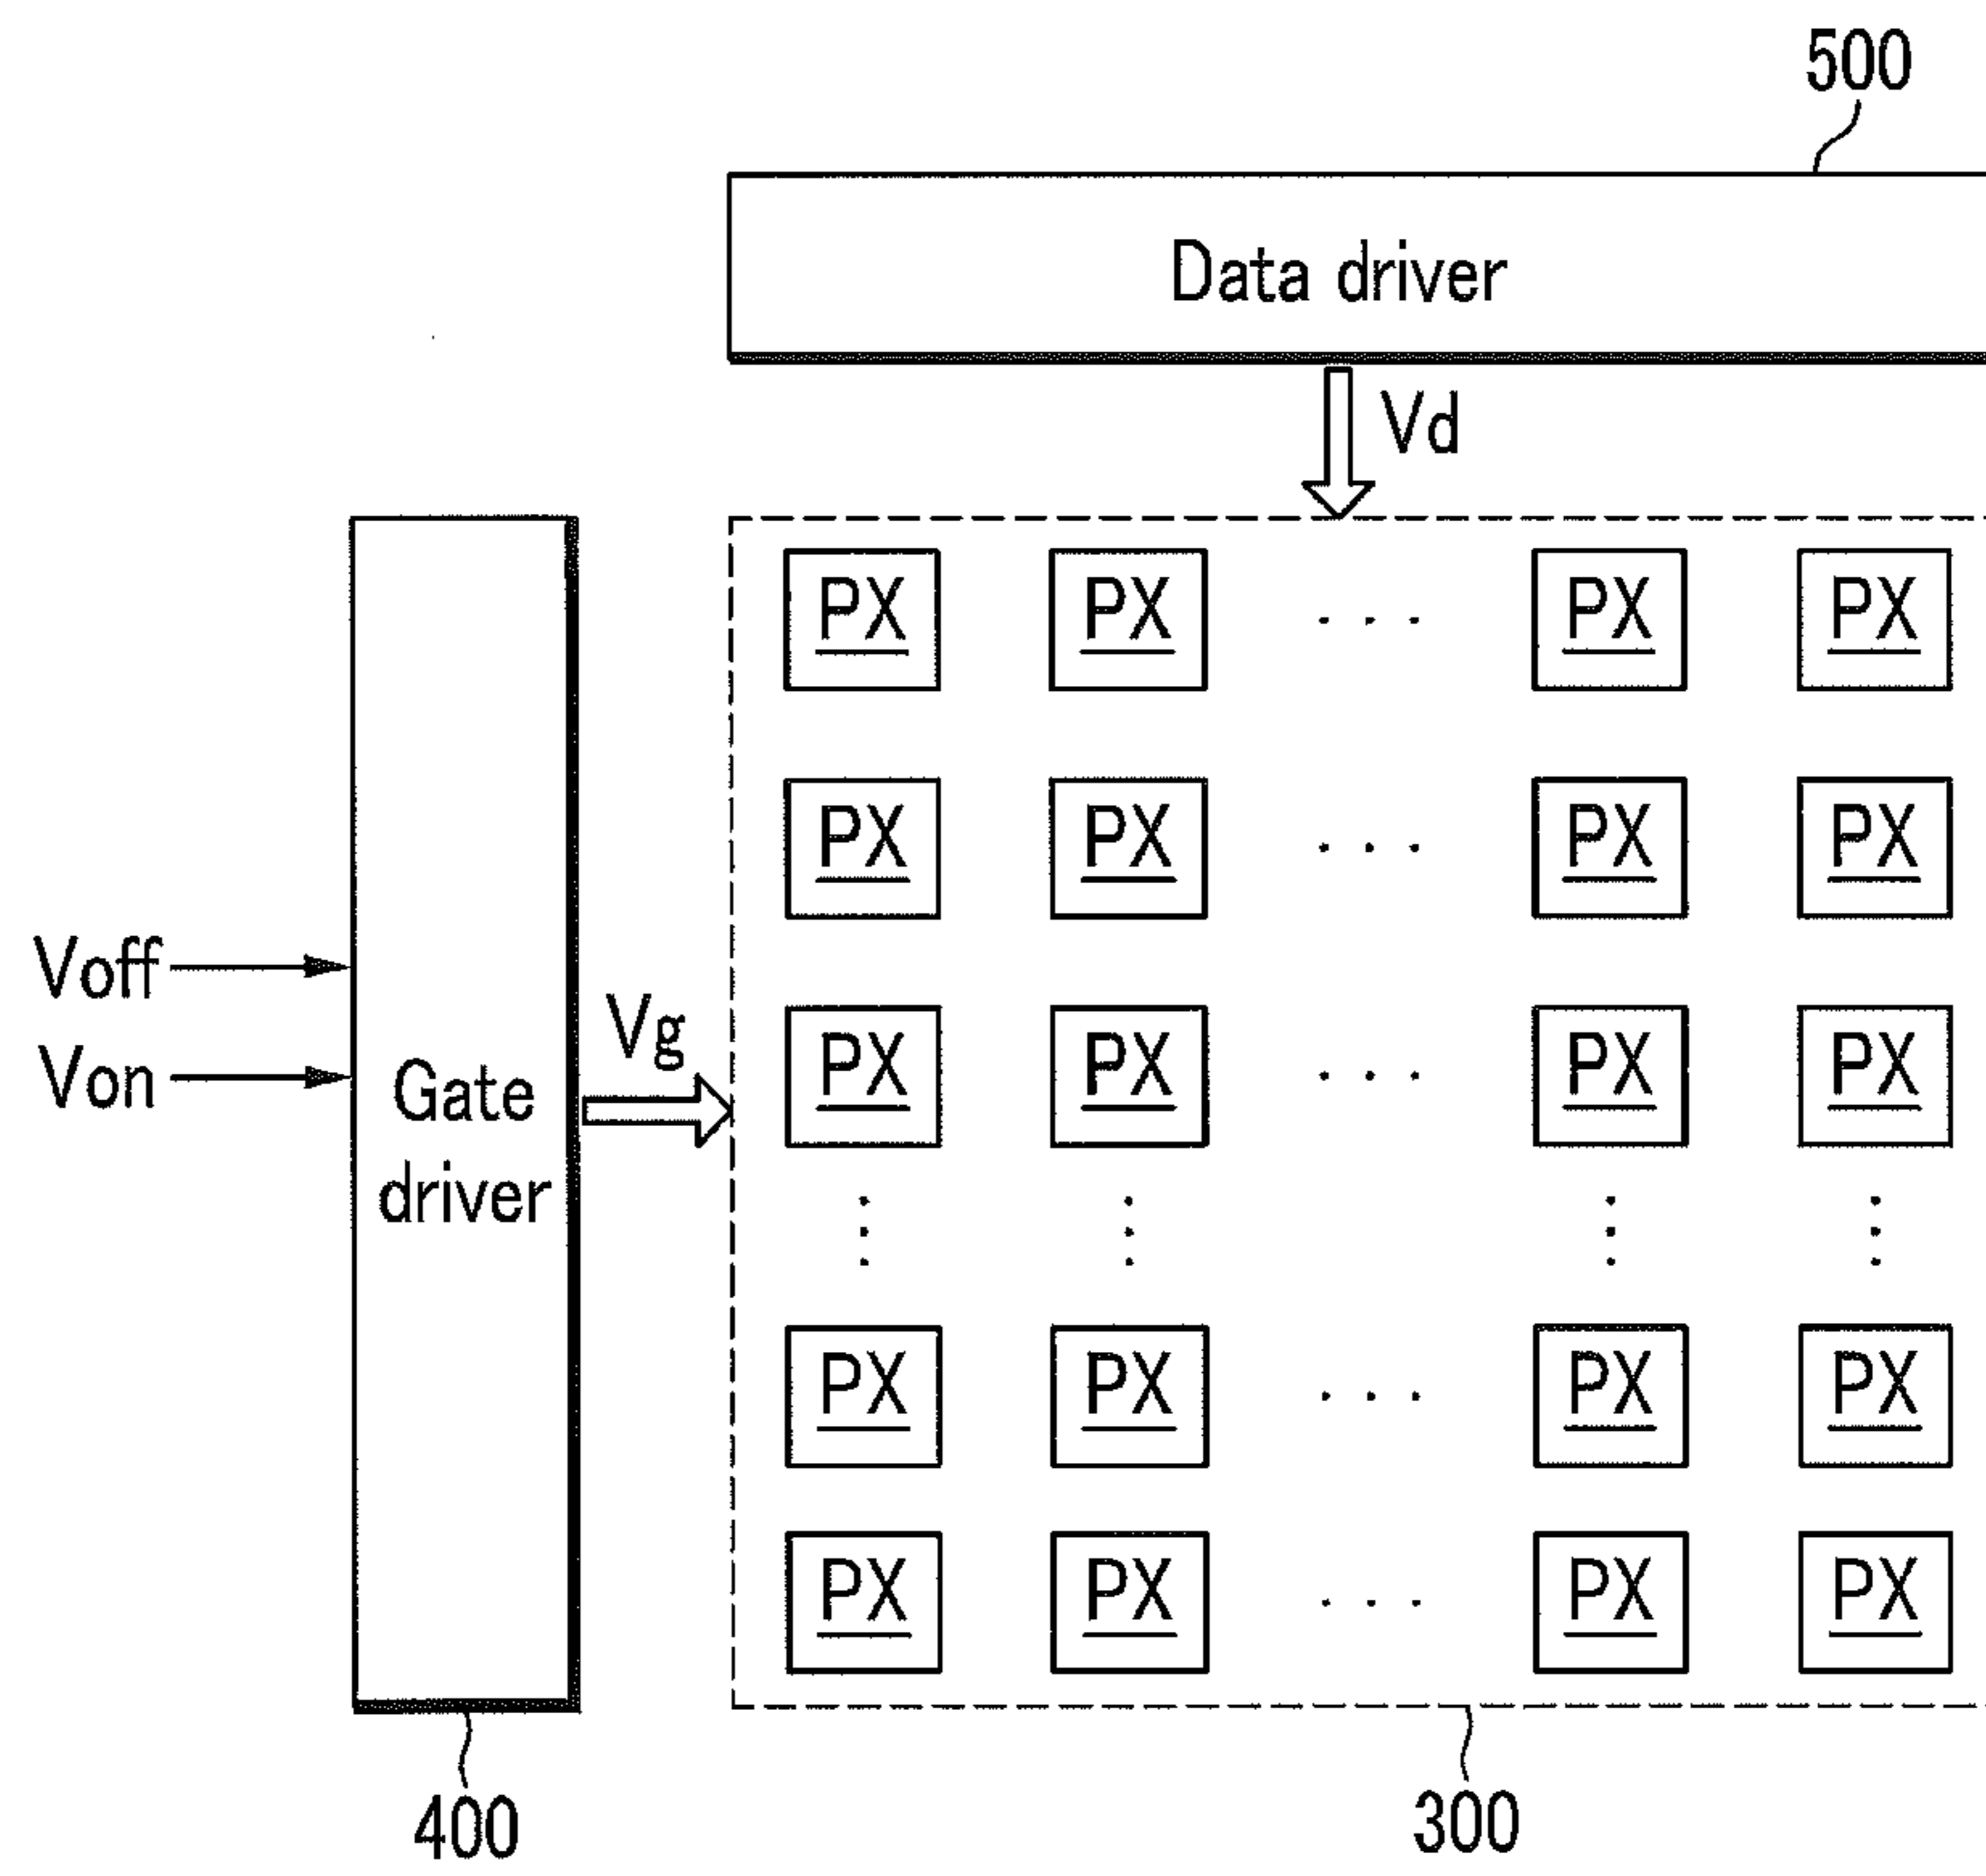 500
Data driver
Vd
PX PX . . . PX PX
PX PX . . . PX PX
Voff
Von
Vg
Gate
driver
PX PX . . . PX PX
PX PX . . . PX PX
PX PX . . . PX PX
400
300